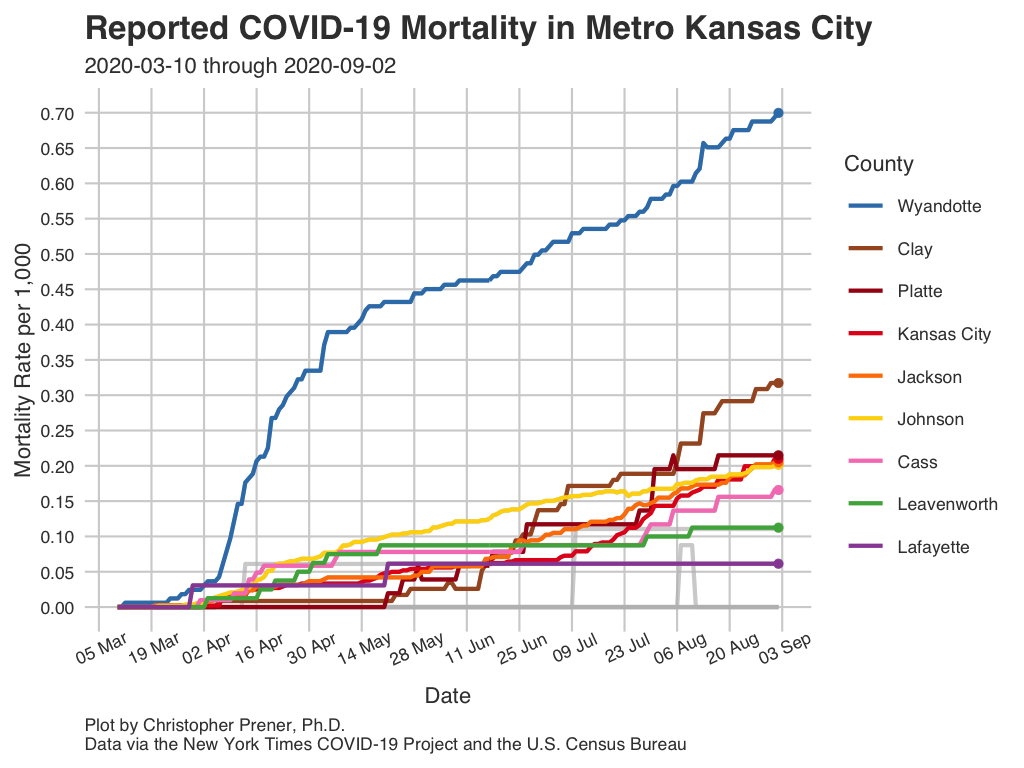 Reported COVID-19 Mortality in Metro Kansas City
2020-03-10 through 2020-09-02
Mortality Rate per 1,000
0.70
0.65
0.60
0.55
0.50
0.45
0.40
0.35
0.30
0.25
0.20
0.15
0.10
0.05
0.00
05 Mar
19 Mar
02 Apr
16 Apr
30 Apr
14 May
28 May
11 Jun
25 Jun
09 Jul
23 Jul
06 Aug
20 Aug
03 Sep
Date
County
Wyandotte
Clay
Platte
Kansas City
Jackson
Johnson
Cass
Leavenworth
Lafayette
Plot by Christopher Prener, Ph.D.
Data via the New York Times COVID-19 Project and the U.S. Census Bureau